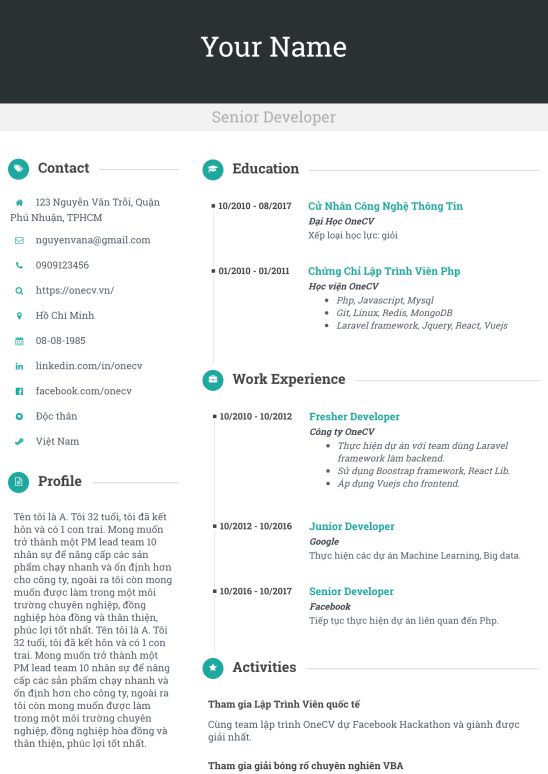 Your Name
Senior Developer
Contact
123 Nguyễn Văn Trỗi, Quận
Phú Nhuận, TPHCM
nguyenvana@gmail.com
0909123456
https://onecv.vn/
Hồ Chí Minh
08-08-1985
linkedin.com/in/onecv
facebook.com/onecv
Độc thân
Việt Nam
Profile
Tên tôi là A. Tôi 32 tuổi, tôi đã kết
hôn và có 1 con trai. Mong muốn
trở thành một PM lead team 10
nhân sự để nâng cấp các sản
phẩm chạy nhanh và ổn định hơn
cho công ty, ngoài ra tôi còn mong
muốn được làm trong một môi
trường chuyên nghiệp, đồng
nghiệp hòa đồng và thân thiện,
phúc lợi tốt nhất. Tên tôi là A. Tôi
32 tuổi, tôi đã kết hôn và có 1 con
trai. Mong muốn trở thành một
PM lead team 10 nhân sự để nâng
cấp các sản phẩm chạy nhanh và
ổn định hơn cho công ty, ngoài ra
tôi còn mong muốn được làm
trong một môi trường chuyên
nghiệp, đồng nghiệp hòa đồng và
thân thiện, phúc lợi tốt nhất.
Education
10/2010 - 08/2017
Cử Nhân Công Nghệ Thông Tin
Đại Học OneCV
Xếp loại học lực: giỏi
01/2010 - 01/2011
Chứng Chỉ Lập Trình Viên Php
Học viện OneCV
Php, Javascript, Mysql
Git, Linux, Redis, MongoDB
Laravel framework, Jquery, React, Vuejs
Work Experience
10/2010 - 10/2012
Fresher Developer
Công ty OneCV
Thực hiện dự án với team dùng Laravel
framework làm backend.
Sử dụng Boostrap framework, React Lib.
Áp dụng Vuejs cho frontend.
10/2012 - 10/2016
Junior Developer
Google
Thực hiện các dự án Machine Learning, Big data.
10/2016 - 10/2017
Senior Developer
Facebook
Tiếp tục thực hiện dự án liên quan đến Php.
Activities
Tham gia Lập Trình Viên quốc tế
Cùng team lập trình OneCV dự Facebook Hackathon và giành được
giải nhất.
Tham gia giải bóng rổ chuyên nghiên VBA